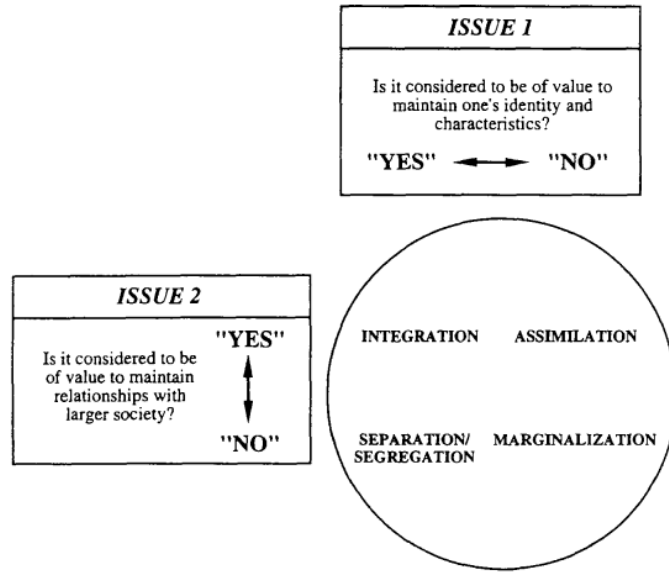 ISSUE 1
Is it considered to be of value to
maintain one's identity and
characteristics?
"YES" "NO"
ISSUE 2
"YES"
Is it considered to be
of value to maintain
relationships with
larger society?
"NO"
INTEGRATION ASSIMILATION
SEPARATION/
SEGREGATION MARGINALIZATION